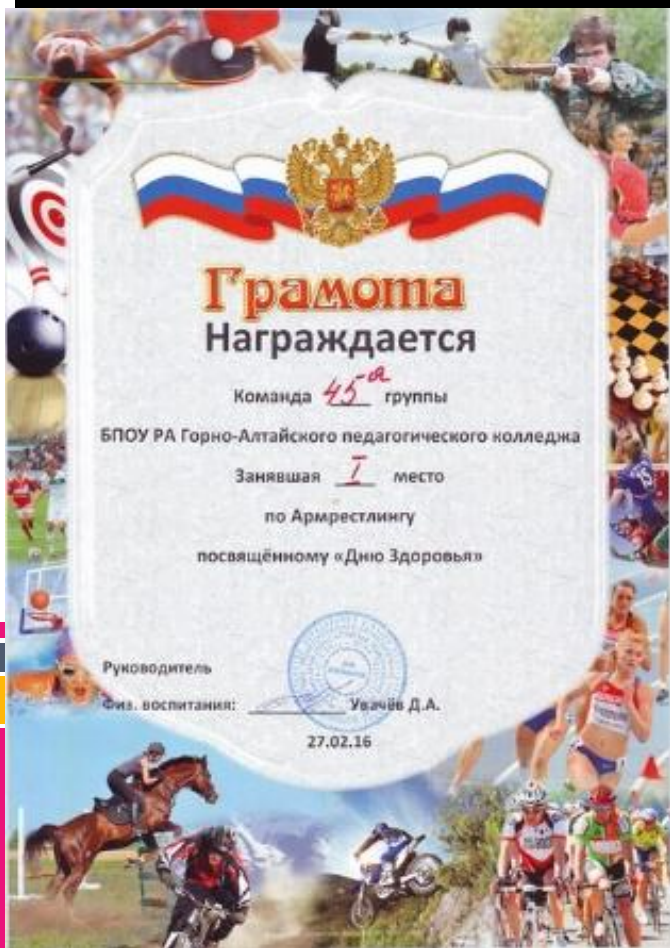 Грамота
Награждается
Команда 45-я группы
БПОУ РА Горно-Алтайского педагогического колледжа
Занявшая I место
по Армрестлингу
посвящённому «Дню Здоровья»
Руководитель
Физ. воспитания: Увачёв Д.А.
27.02.16